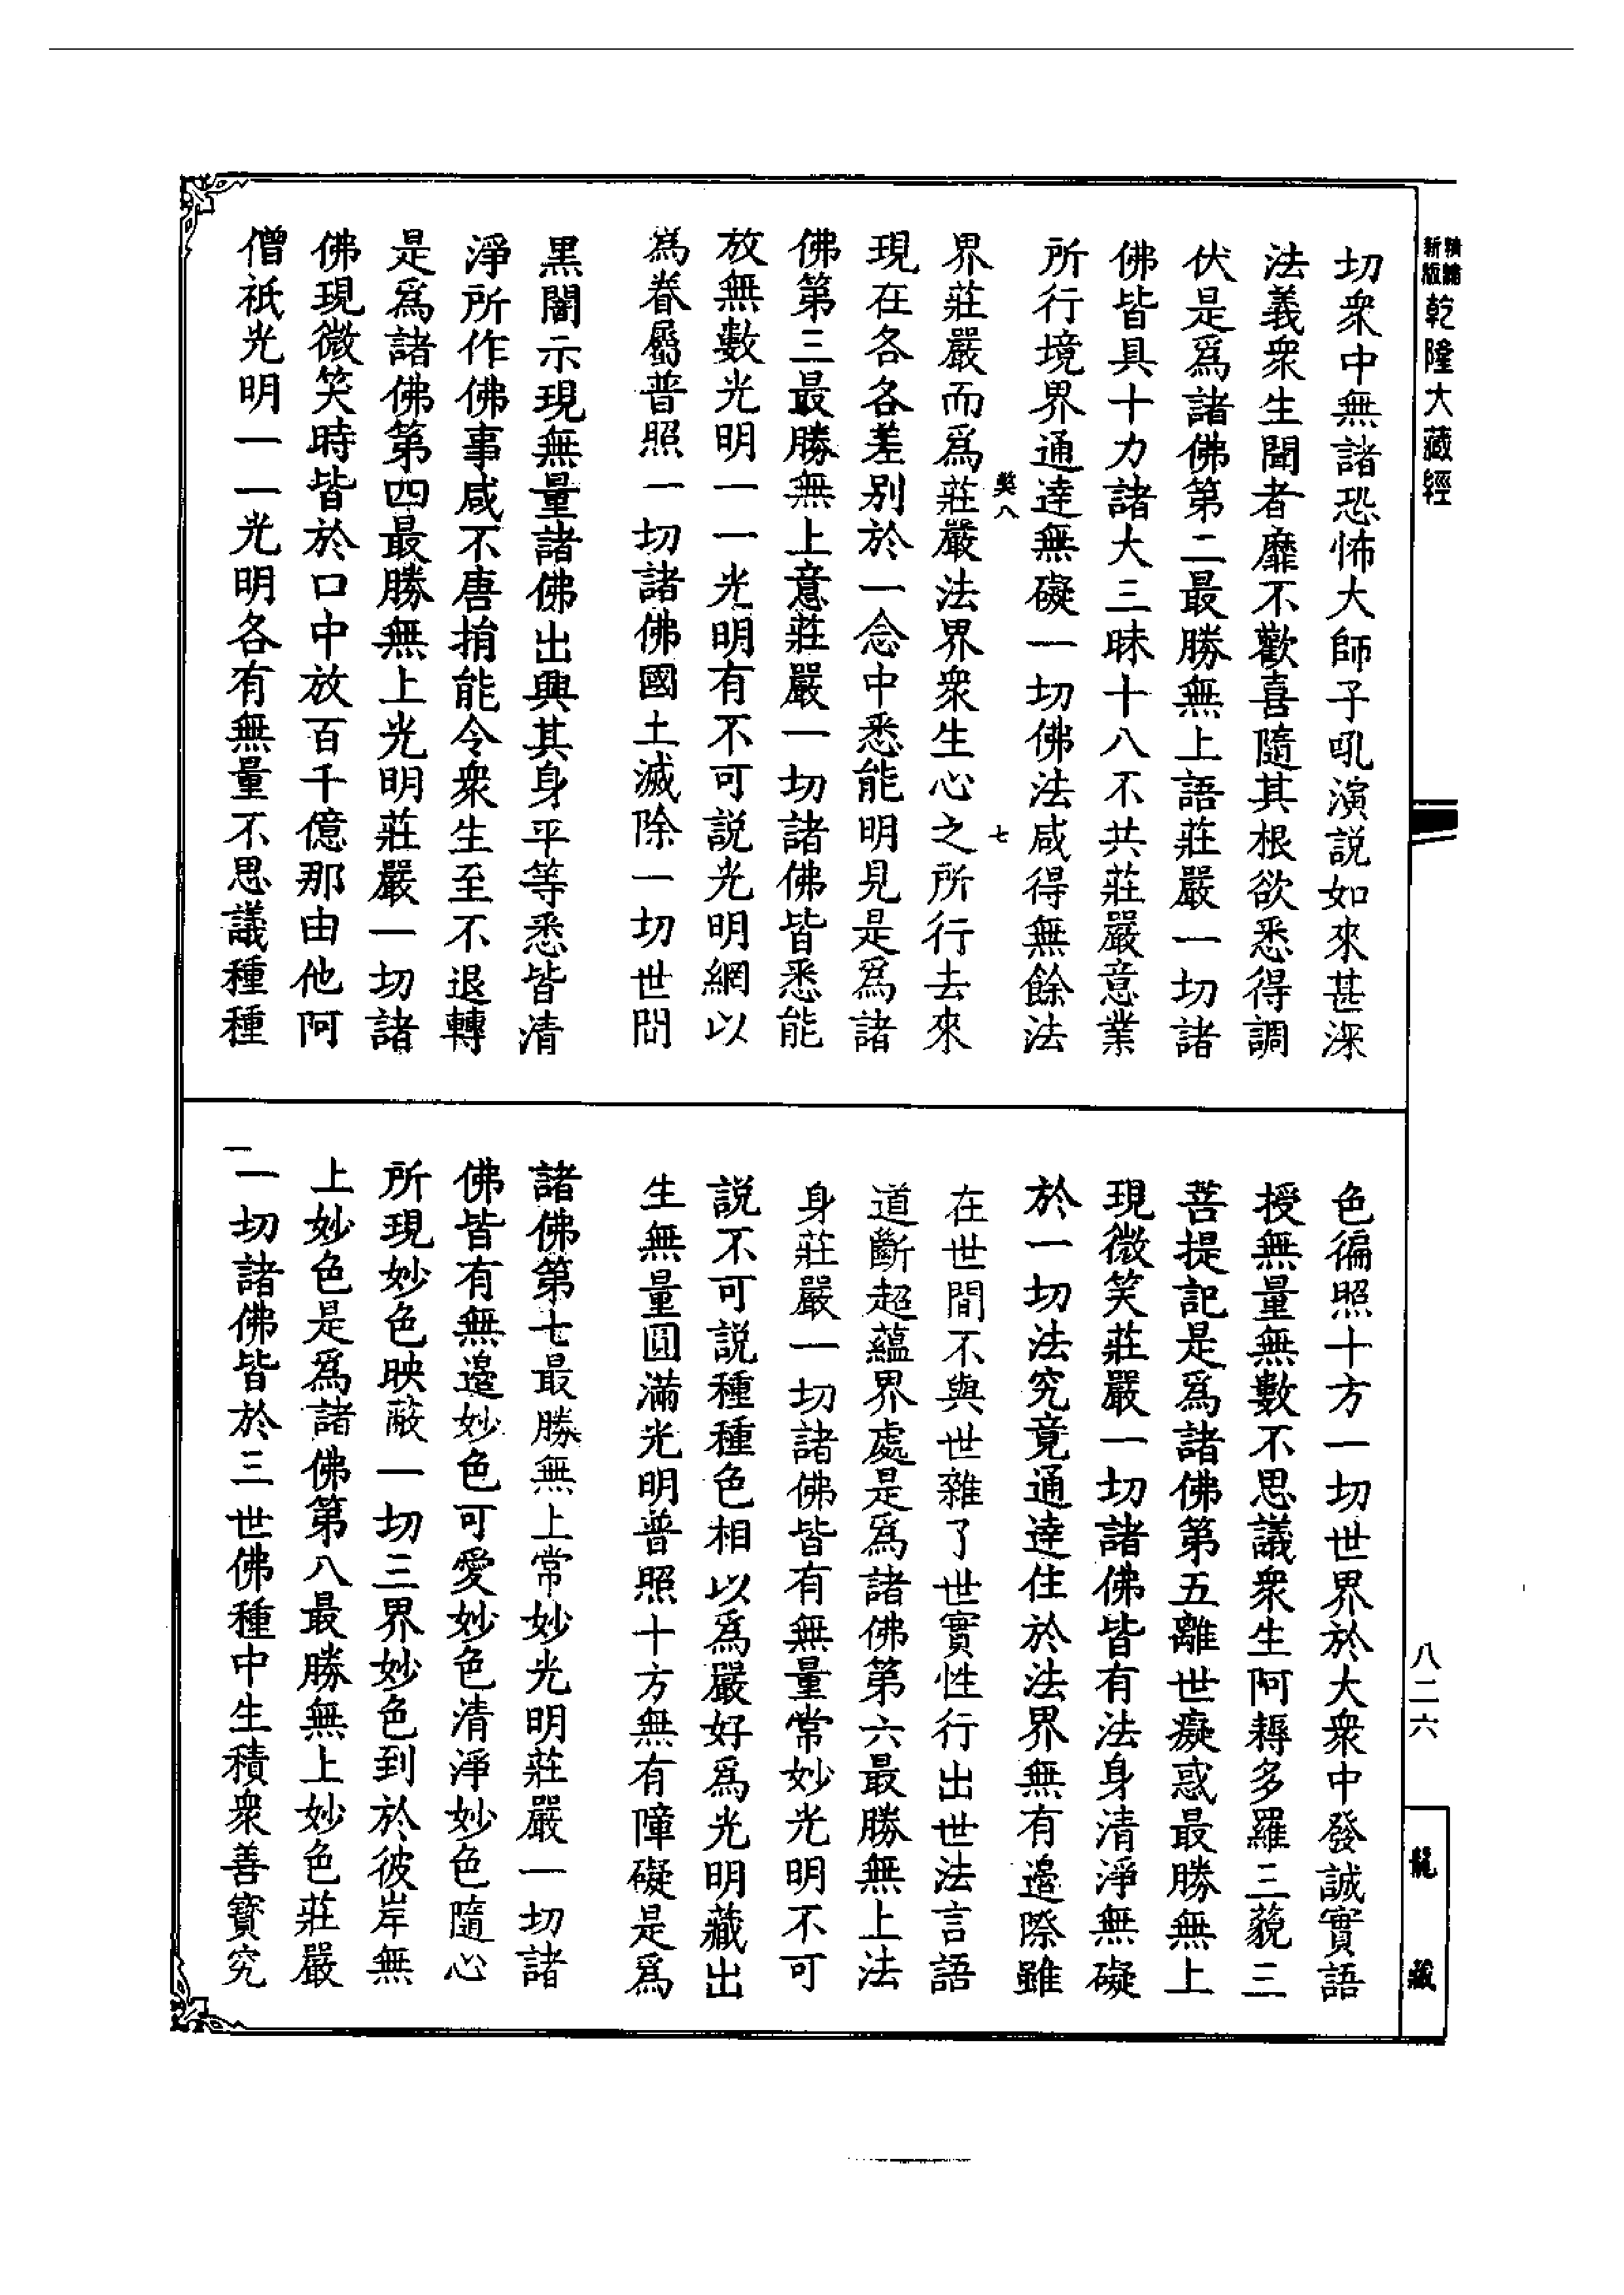 精縮
新版
乾隆大藏經
切衆中無諸恐怖大師子吼演説如來甚深
法義衆生聞者靡不歡喜隨其根欲悉得調
伏是爲諸佛第二最勝無上語莊嚴一切諸
佛皆具十力諸大三昧十八不共莊嚴意業
所行境界通達無礙一切佛法咸得無餘法
八
七
界莊嚴而爲莊嚴法界衆生心之所行去來
現在各各差别於一念中悉能明見是爲諸
佛第三最勝無上意莊嚴一切諸佛皆悉能
放無數光明一一光明有不可説光明網以
爲眷屬普照一切諸佛國土滅除一切世間
黑闇示現無量諸佛出興其身平等悉皆清
淨所作佛事咸不唐捐能令衆生至不退轉
是爲諸佛第四最勝無上光明莊嚴一切諸
佛現微笑時皆於口中放百千億那由他阿
僧祇光明一一光明各有無量不思議種種
色徧照十方一切世界於大衆中發誠實語
授無量無數不思議衆生阿耨多羅三藐三
菩提記是爲諸佛第五離世癡惑最勝無上
現微笑莊嚴一切諸佛皆有法身清淨無礙
於一切法究竟通達住於法界無有邊際雖
在世間不與世雜了世實性行出世法言語
道斷超蘊界處是爲諸佛第六最勝無上法
身莊嚴一切諸佛皆有無量常妙光明不可
説不可説種種色相以爲嚴好爲光明藏出
生無量圓滿光明普照十方無有障礙是爲
諸佛第七最勝無上常妙光明莊嚴一切諸
佛皆有無邊妙色可愛妙色清淨妙色隨心
所現妙色映蔽一切三界妙色到於彼岸無
上妙色是爲諸佛第八最勝無上妙色莊嚴
一切諸佛皆於三世佛種中生積衆善寶究
八二六
龍藏